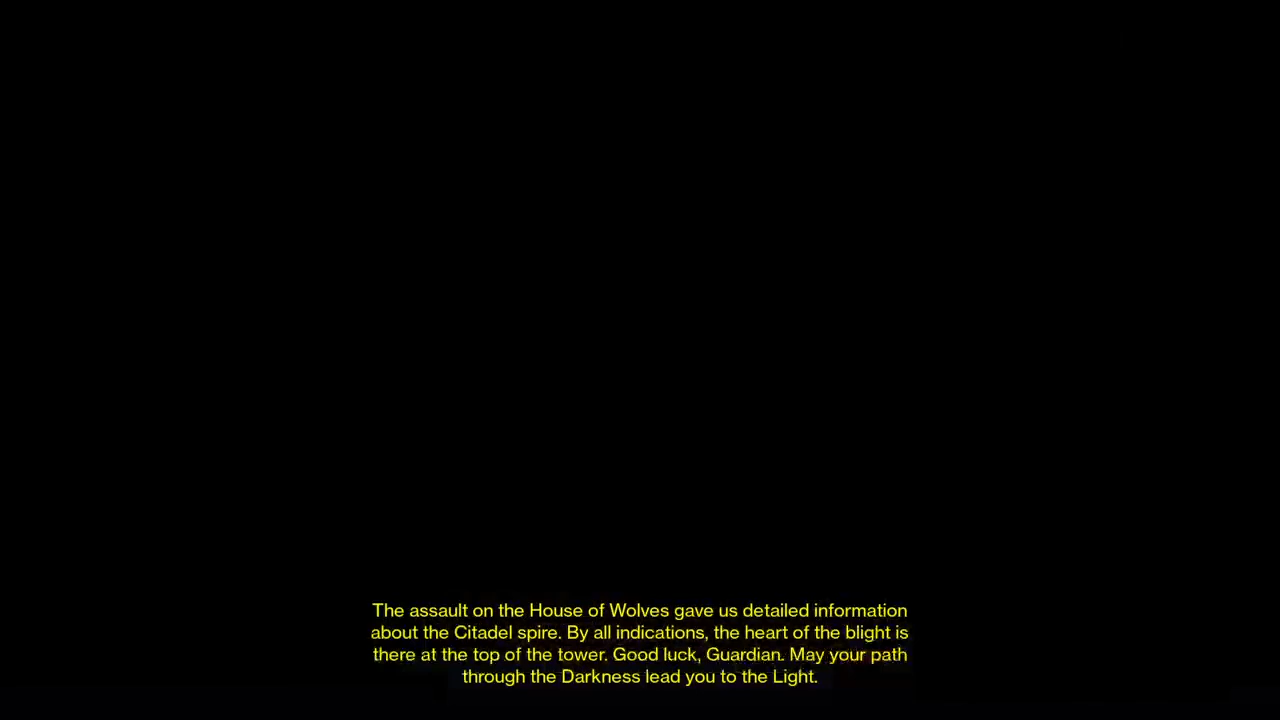 The assault on the House of Wolves gave us detailed information
about the Citadel spire. By all indications, the heart of the blight is
there at the top of the tower. Good luck, Guardian. May your path
through the Darkness lead you to the Light.